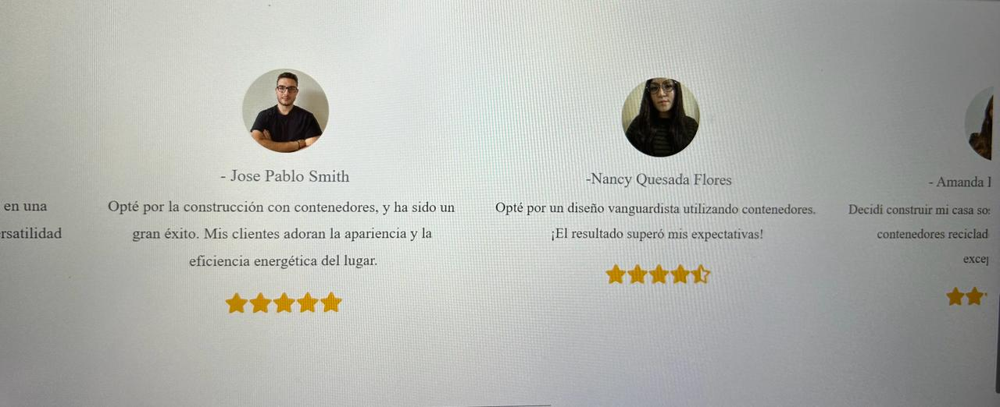 en una
rsatilidad
- Jose Pablo Smith
Opté por la construcción con contenedores, y ha sido un
gran éxito. Mis clientes adoran la apariencia y la
eficiencia energética del lugar.
-Nancy Quesada Flores
Opté por un diseño vanguardista utilizando contenedores.
¡El resultado superó mis expectativas!
- Amanda
Decidí construir mi casa
contenedores reciclad